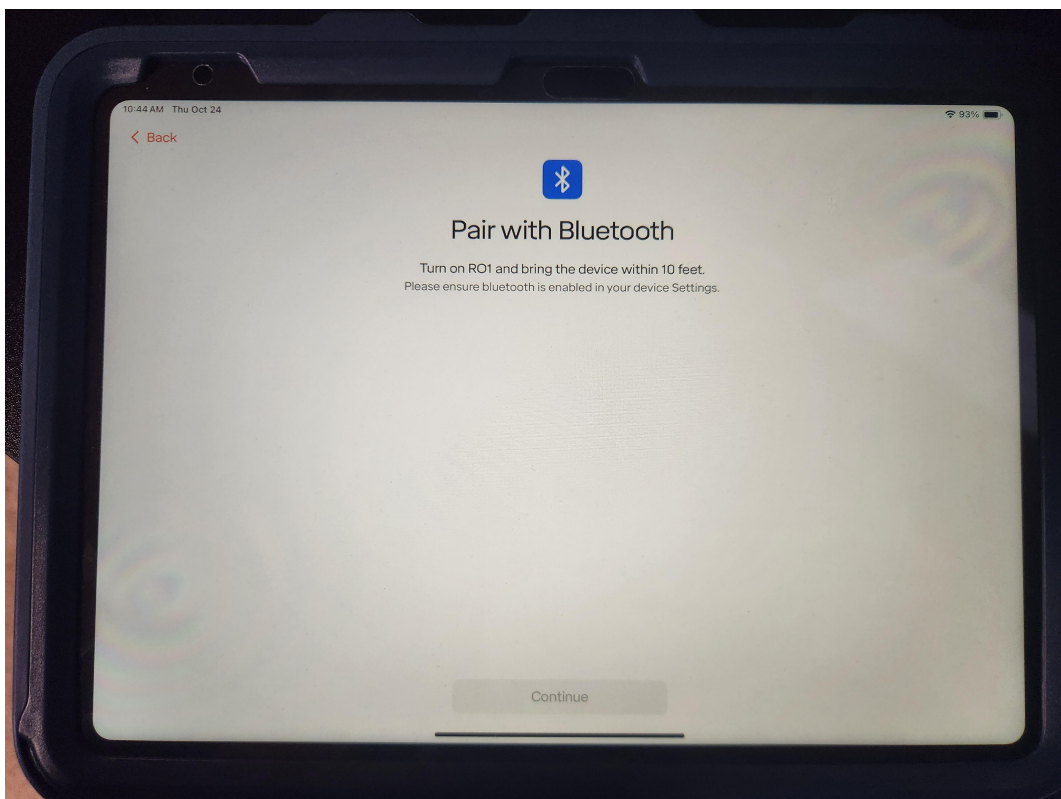 10:44 AM Thu Oct 24
93%
Back
Pair with Bluetooth
Turn on RO1 and bring the device within 10 feet.
Please ensure bluetooth is enabled in your device Settings.
Continue